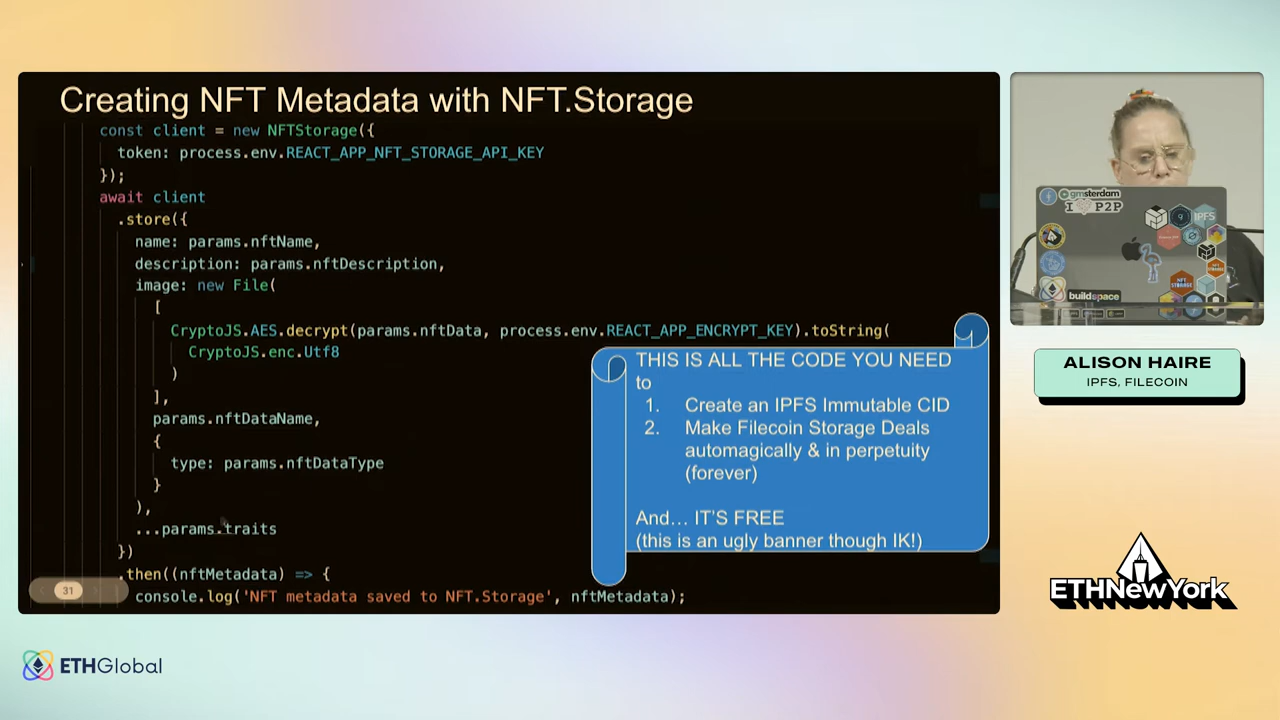 Creating NFT Metadata with NFT.Storage
const client = new NFTStorage({
token: process.env.REACT_APP_NFT_STORAGE_API_KEY
});
await client
.store({
name: params.nftName,
description: params.nftDescription,
image: new File(
[
CryptoJS.AES.decrypt(params.nftData, process.env.REACT_APP_ENCRYPT_KEY).toString(
CryptoJS.enc.Utf8
)
],
params.nftDataName,
{
type: params.nftDataType
}
),
...params.traits
})
.then((nftMetadata) => {
console.log('NFT metadata saved to NFT.Storage', nftMetadata);
THIS IS ALL THE CODE YOU NEED
to
1. Create an IPFS Immutable CID
2. Make Filecoin Storage Deals
automagically & in perpetuity
(forever)
And... IT'S FREE
(this is an ugly banner though IK!)
31
gmsterdam
I P2P
IPFS
NFT
STORAGE
buildspace
ALISON HAIRE
IPFS, FILECOIN
ETHNewYork
ETHGlobal